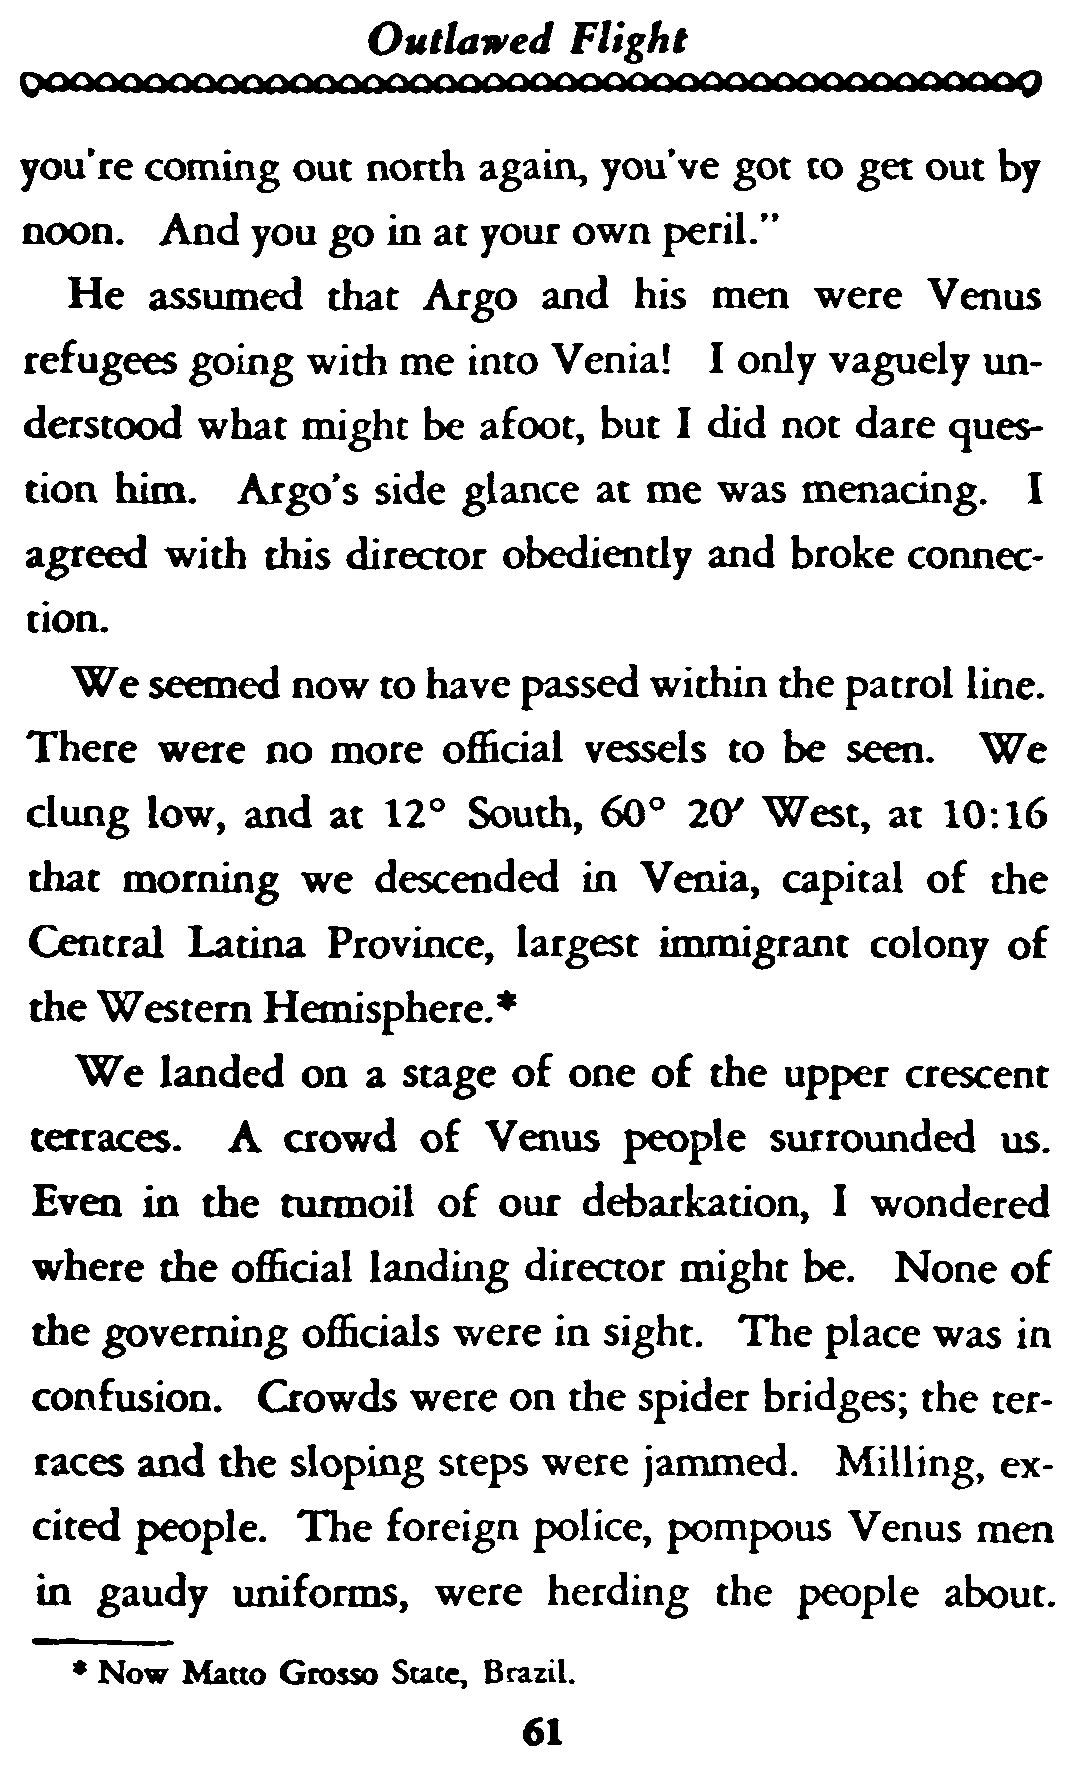 Outlawed Flight
you're coming out north again, you've got to get out by
noon. And you go in at your own peril."
He assumed that Argo and his men were Venus
refugees going with me into Venia! I only vaguely un-
derstood what might be afoot, but I did not dare ques-
tion him. Argo's side glance at me was menacing. I
agreed with this director obediently and broke connec-
tion.
We seemed now to have passed within the patrol line.
There were no more official vessels to be seen. We
clung low, and at 12° South, 60° 20′ West, at 10:16
that morning we descended in Venia, capital of the
Central Latina Province, largest immigrant colony of
the Western Hemisphere.*
We landed on a stage of one of the upper crescent
terraces. A crowd of Venus people surrounded us.
Even in the turmoil of our debarkation, I wondered
where the official landing director might be. None of
the governing officials were in sight. The place was in
confusion. Crowds were on the spider bridges; the ter-
races and the sloping steps were jammed. Milling, ex-
cited people. The foreign police, pompous Venus men
in gaudy uniforms, were herding the people about.
* Now Matto Grosso State, Brazil.
61